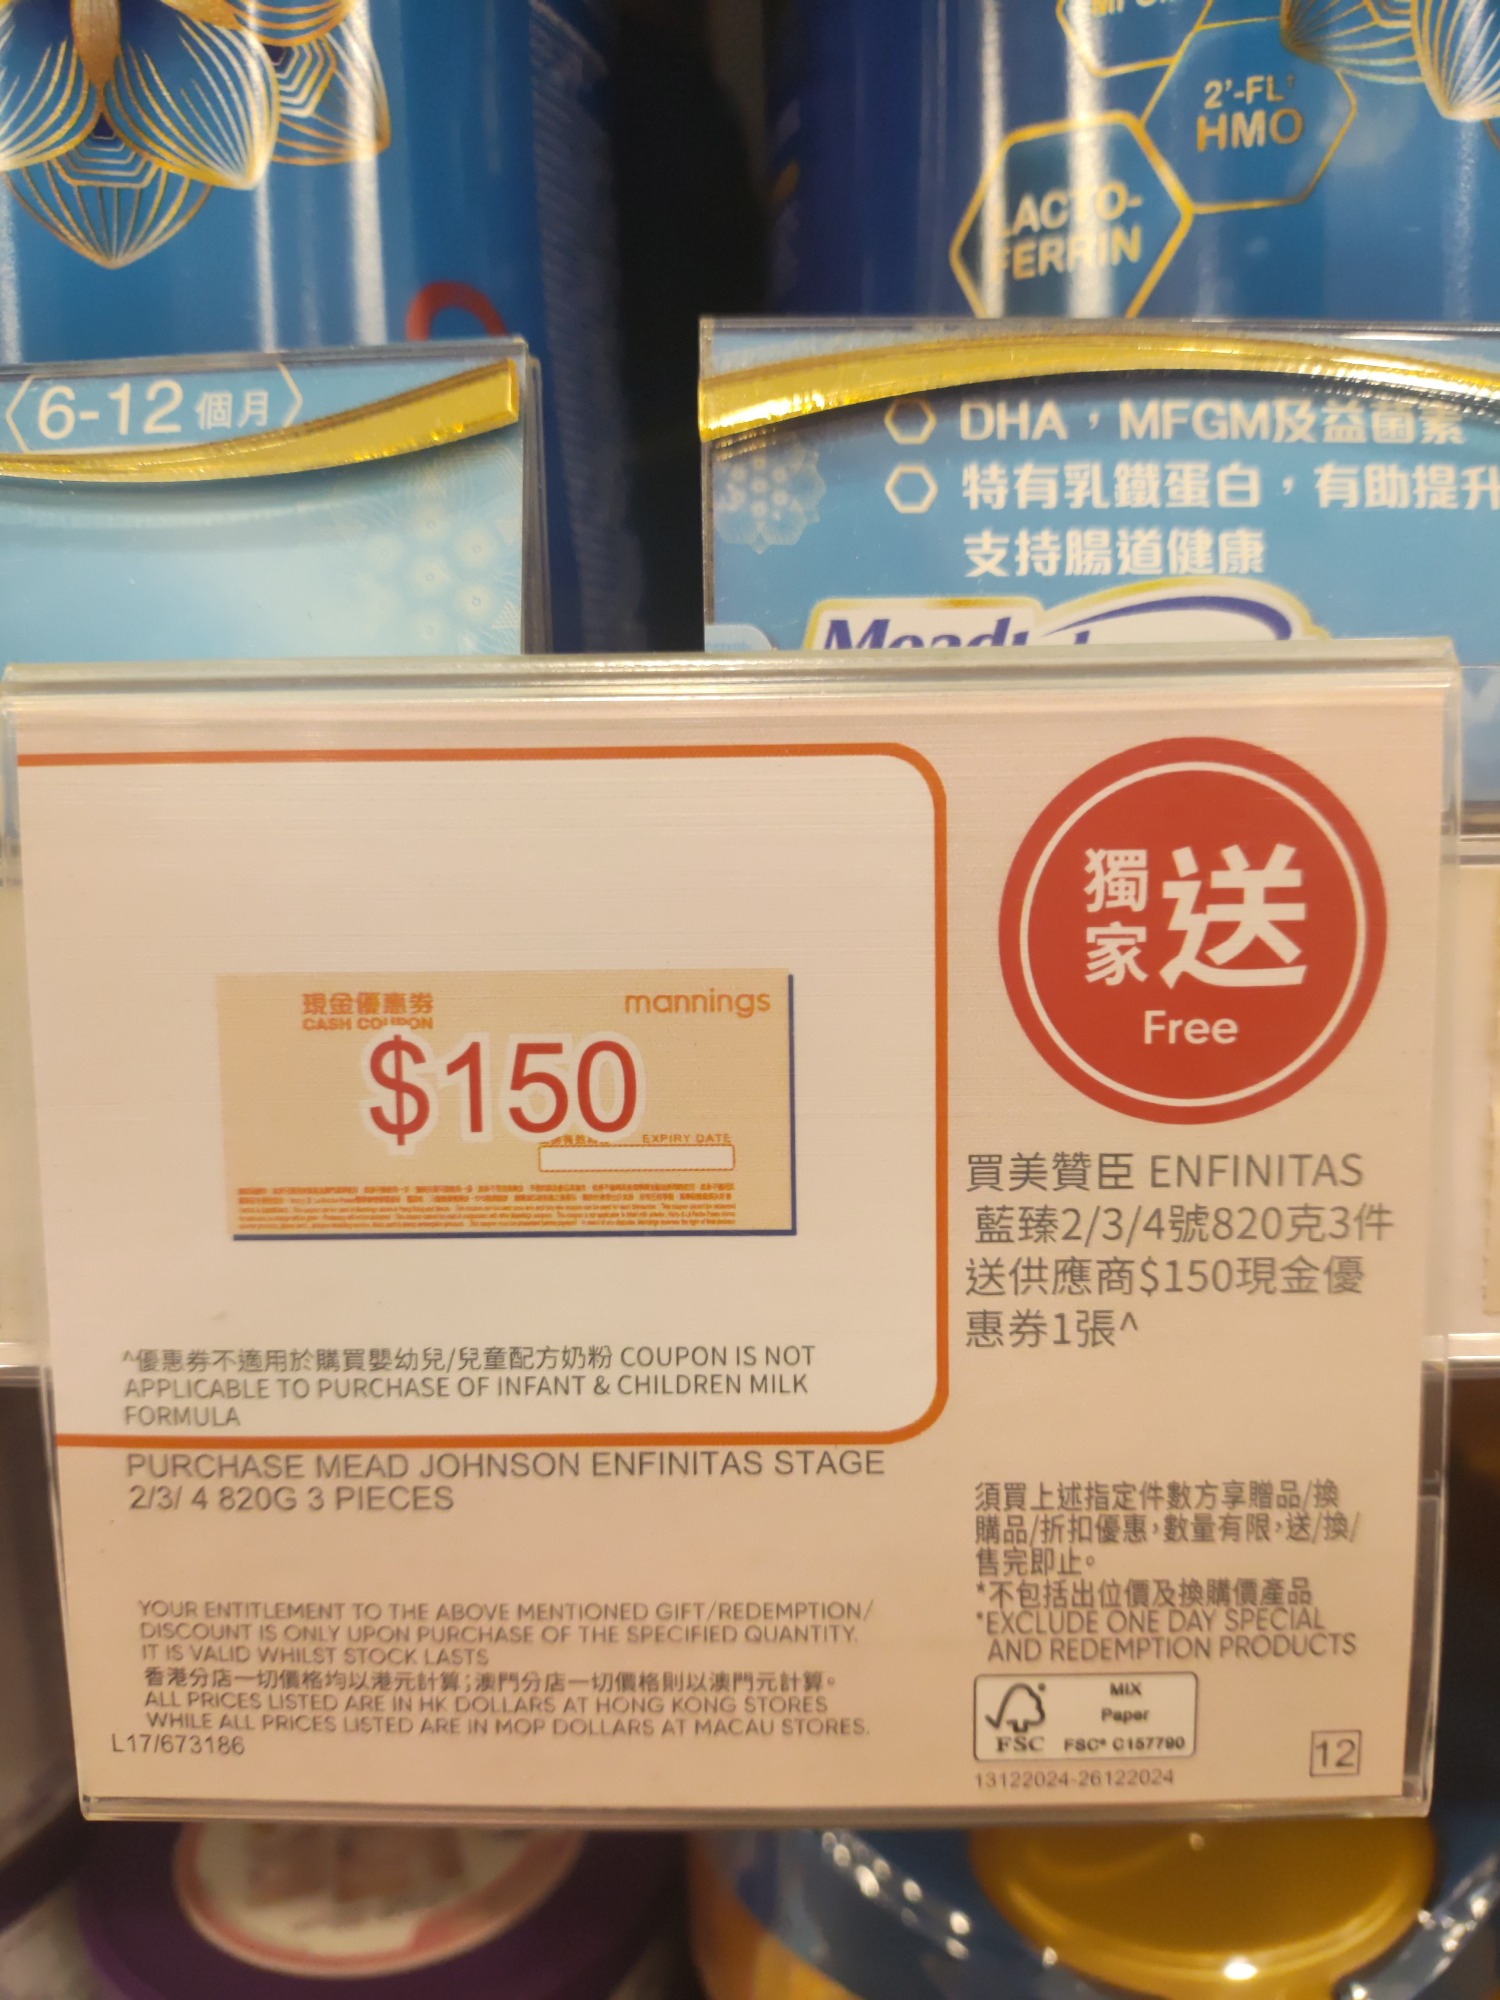 2'-FL
HMO
LACTO-
FERRIN
6-12個月
DHA，MFGM及益菌素
特有乳鐵蛋白，有助提升
支持腸道健康
獨家送
Free
現金優惠券
mannings
CASH COUPON
$150
EXPIRY DATE
買美贊臣 ENFINITAS
藍臻2/3/4號820克3件
送供應商$150現金優
惠券1張^
^優惠券不適用於購買嬰幼兒/兒童配方奶粉 COUPON IS NOT
APPLICABLE TO PURCHASE OF INFANT & CHILDREN MILK
FORMULA
PURCHASE MEAD JOHNSON ENFINITAS STAGE
2/3/ 4 820G 3 PIECES
須買上述指定件數方享贈品/換
購品/折扣優惠，數量有限，送/換/
售完即止。
*不包括出位價及換購價產品
*EXCLUDE ONE DAY SPECIAL
AND REDEMPTION PRODUCTS
YOUR ENTITLEMENT TO THE ABOVE MENTIONED GIFT/REDEMPTION/
DISCOUNT IS ONLY UPON PURCHASE OF THE SPECIFIED QUANTITY.
IT IS VALID WHILST STOCK LASTS
香港分店一切價格均以港元計算；澳門分店一切價格則以澳門元計算。
ALL PRICES LISTED ARE IN HK DOLLARS AT HONG KONG STORES
WHILE ALL PRICES LISTED ARE IN MOP DOLLARS AT MACAU STORES.
L17/673186
MIX
Paper
FSC FSC® C157790
13122024-26122024
12